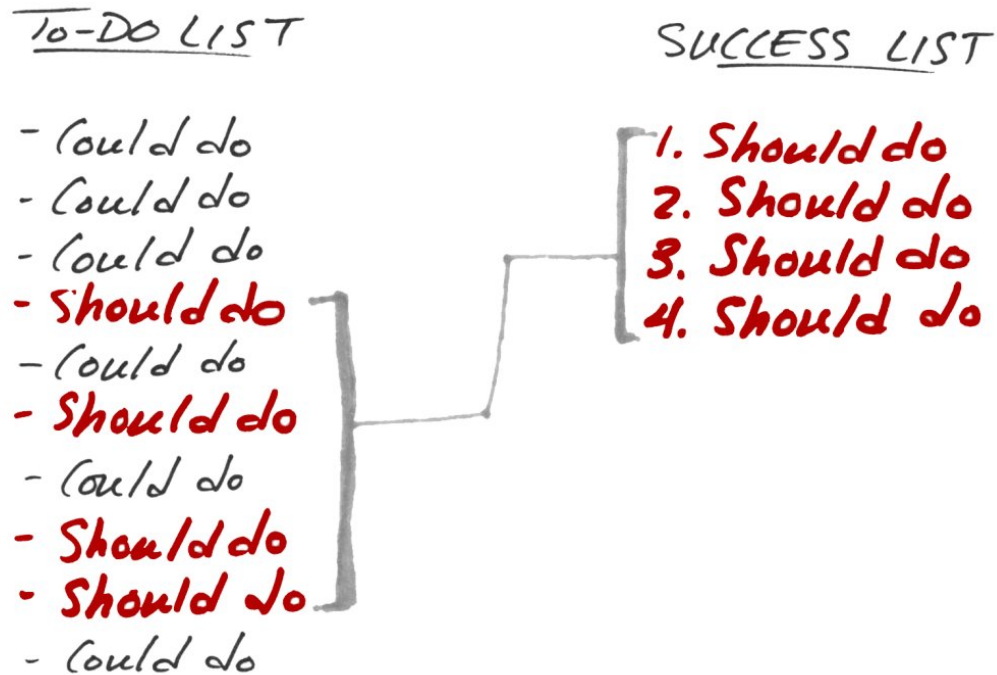 To-DO LIST
- Could do
- Could do
- Could do
- Should do
- Could do
- Should do
- Could do
- Should do
- Should do
- Could do
SUCCESS LIST
1. Should do
2. Should do
3. Should do
4. Should do